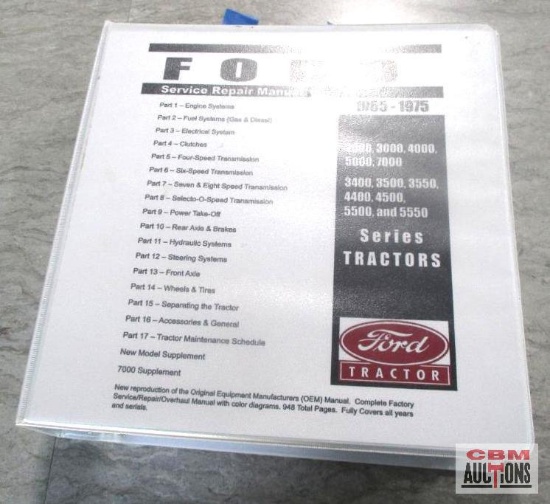 FORD
Service Repair Manual
1965 - 1975
Part 1 – Engine Systems
Part 2 – Fuel Systems (Gas & Diesel)
Part 3 – Electrical System
Part 4 – Clutches
Part 5 – Four-Speed Transmission
Part 6 – Six-Speed Transmission
Part 7 – Seven & Eight Speed Transmission
Part 8 – Selecto-O-Speed Transmission
Part 9 – Power Take-Off
Part 10 – Rear Axle & Brakes
Part 11 – Hydraulic Systems
Part 12 – Steering Systems
Part 13 – Front Axle
Part 14 – Wheels & Tires
Part 15 – Separating the Tractor
Part 16 – Accessories & General
Part 17 – Tractor Maintenance Schedule
New Model Supplement
7000 Supplement
2000, 3000, 4000,
5000, 7000
3400, 3500, 3550,
4400, 4500,
5500, and 5550
Series
TRACTORS
Ford
TRACTOR
New reproduction of the Original Equipment Manufacturers (OEM) Manual. Complete Factory
Service/Repair/Overhaul Manual with color diagrams. 948 Total Pages. Fully Covers all years
and serials.
CBM
AUCTIONS